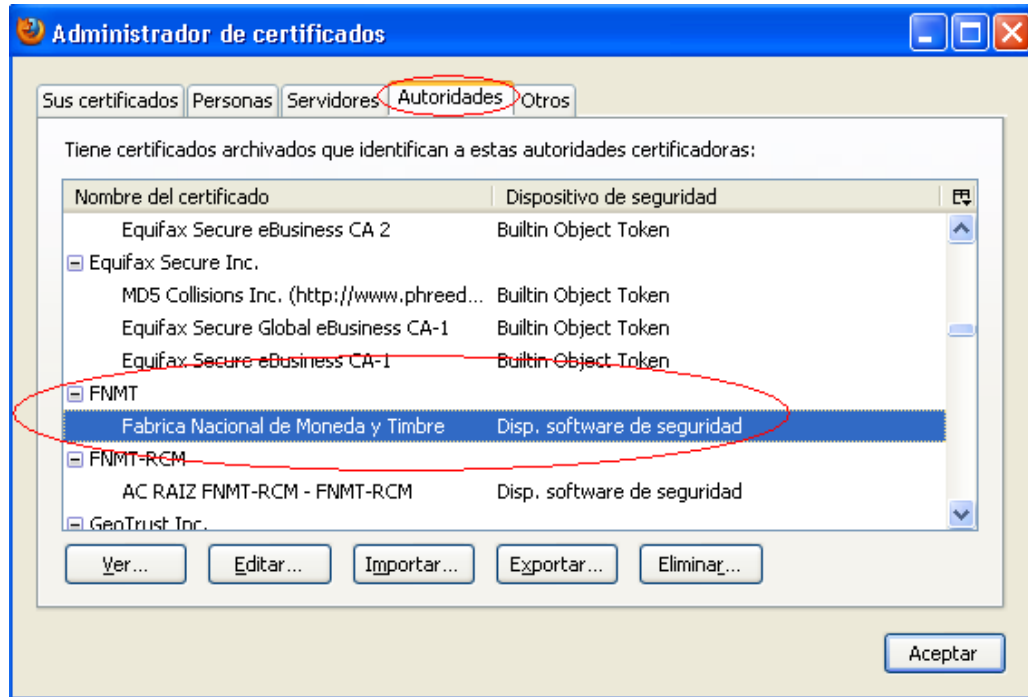 Administrador de certificados
Sus certificados Personas Servidores Autoridades Otros
Tiene certificados archivados que identifican a estas autoridades certificadoras:
Nombre del certificado Dispositivo de seguridad
Equifax Secure eBusiness CA 2 Builtin Object Token
Equifax Secure Inc.
MD5 Collisions Inc. (http://www.phreed... Builtin Object Token
Equifax Secure Global eBusiness CA-1 Builtin Object Token
Equifax Secure eBusiness CA-1 Builtin Object Token
FNMT
Fabrica Nacional de Moneda y Timbre Disp. software de seguridad
FNMT-RCM
AC RAIZ FNMT-RCM - FNMT-RCM Disp. software de seguridad
GeoTrust Inc.
Ver... Editar... Importar... Exportar... Eliminar...
Aceptar